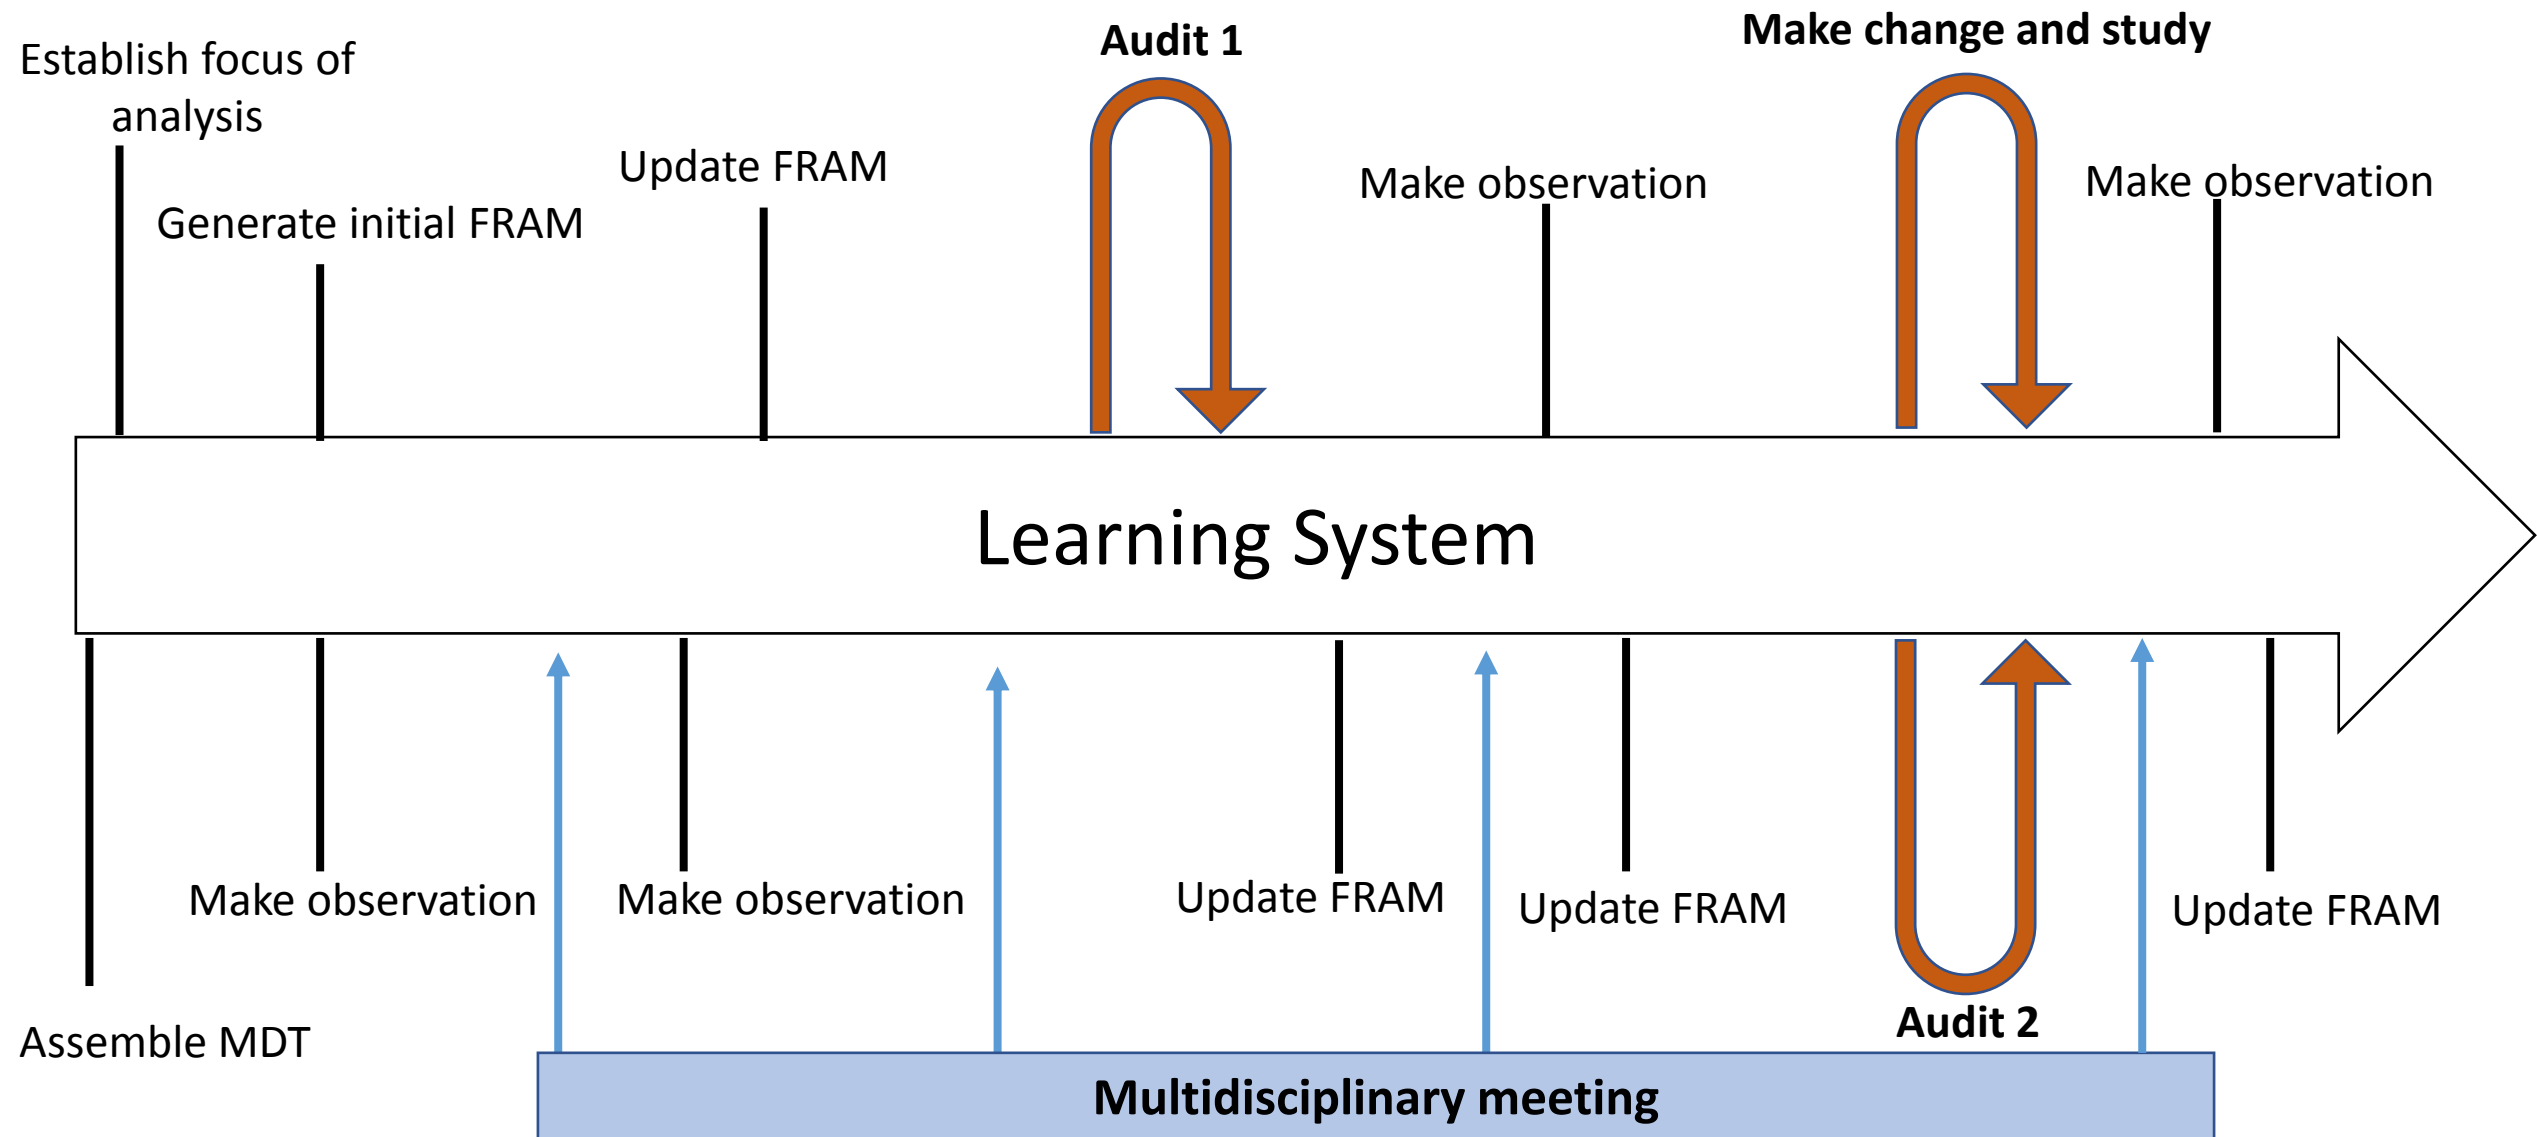 Establish focus of
analysis
Generate initial FRAM
Update FRAM
Audit 1
Make observation
Make change and study
Make observation
Learning System
Assemble MDT
Make observation
Make observation
Update FRAM
Update FRAM
Audit 2
Update FRAM
Multidisciplinary meeting